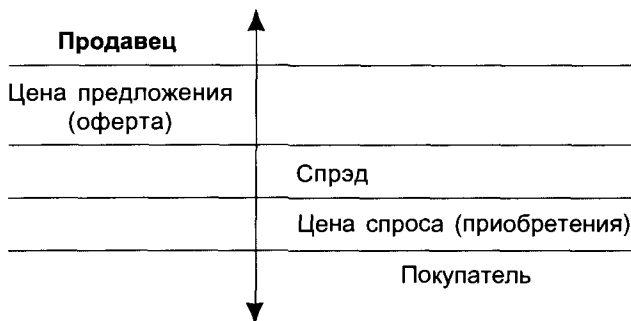 Продавец
Цена предложения
(оферта)
Спрэд
Цена спроса (приобретения)
Покупатель